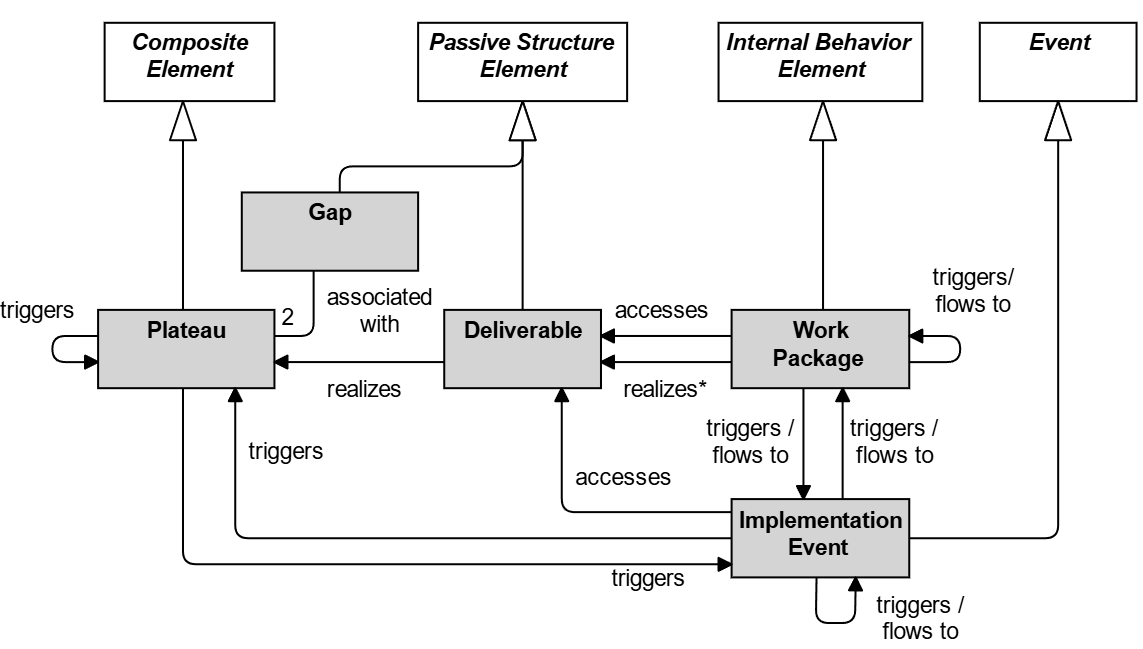 Composite
Element
Passive Structure
Element
Internal Behavior
Element
Event
Gap
triggers
Plateau
2
associated
with
Deliverable
accesses
Work
Package
triggers/
flows to
realizes
realizes*
triggers
triggers /
flows to
triggers /
flows to
accesses
Implementation
Event
triggers
triggers /
flows to